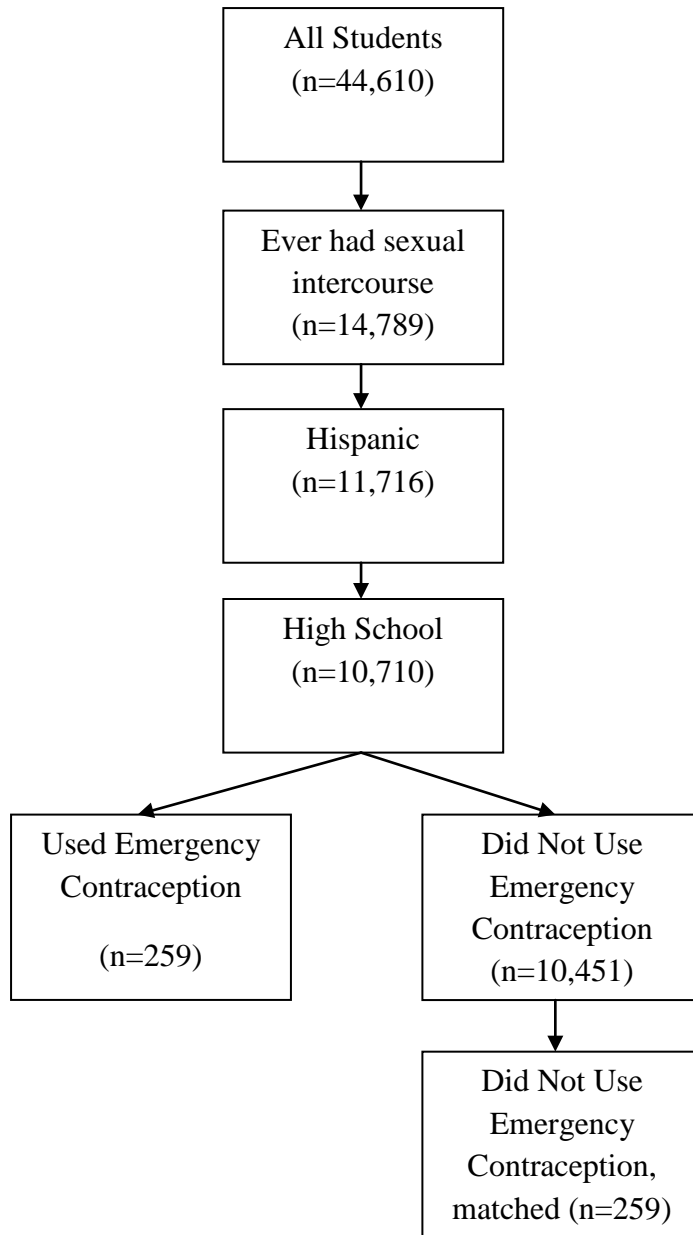 All Students
(n=44,610)
Ever had sexual
intercourse
(n=14,789)
Hispanic
(n=11,716)
High School
(n=10,710)
Used Emergency
Contraception
(n=259)
Did Not Use
Emergency
Contraception
(n=10,451)
Did Not Use
Emergency
Contraception,
matched (n=259)